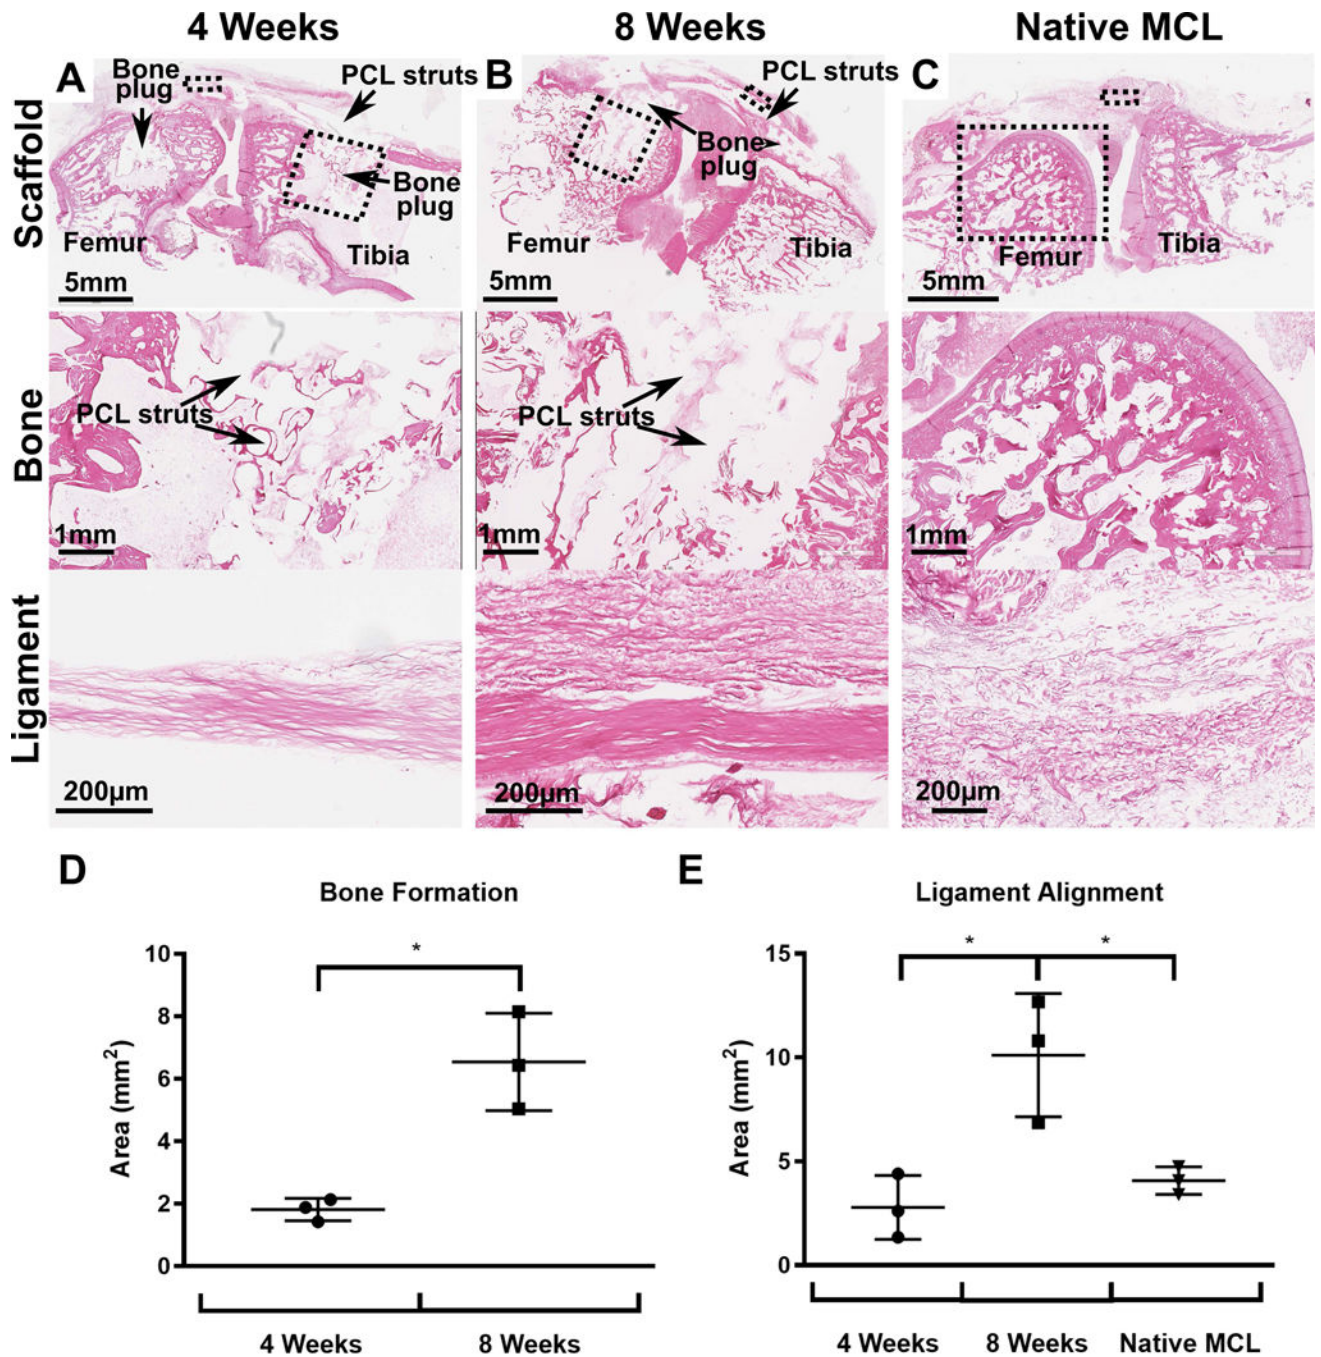 4 Weeks
8 Weeks
Native MCL
Scaffold
A
Bone
plug
PCL struts
Bone
plug
Femur
Tibia
5mm
B
PCL struts
Bone
plug
Femur
Tibia
5mm
C
Femur
Tibia
5mm
Bone
PCL struts
1mm
PCL struts
1mm
1mm
Ligament
200μm
200μm
200μm
D
Bone Formation
*
Area (mm²)
10
8
6
4
2
0
4 Weeks
8 Weeks
E
Ligament Alignment
*
*
Area (mm²)
15
10
5
0
4 Weeks
8 Weeks
Native MCL